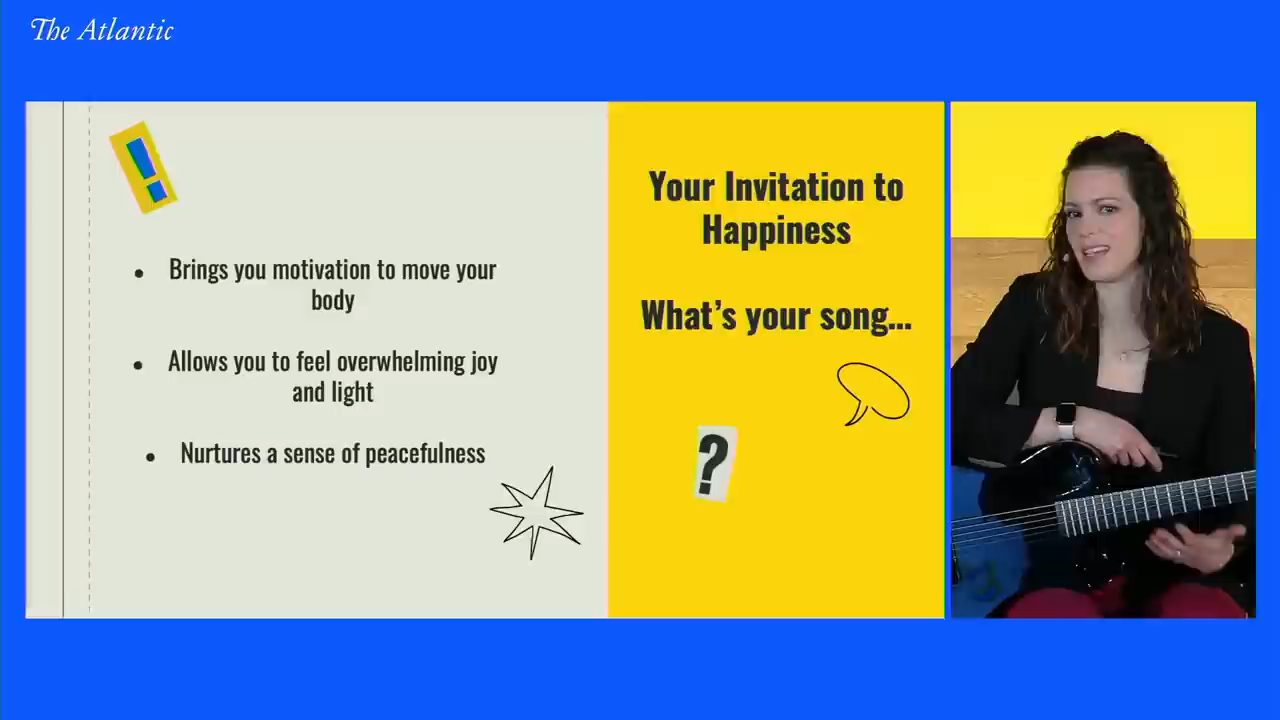 The Atlantic
!
• Brings you motivation to move your
body
• Allows you to feel overwhelming joy
and light
• Nurtures a sense of peacefulness
Your Invitation to
Happiness
What’s your song...
?